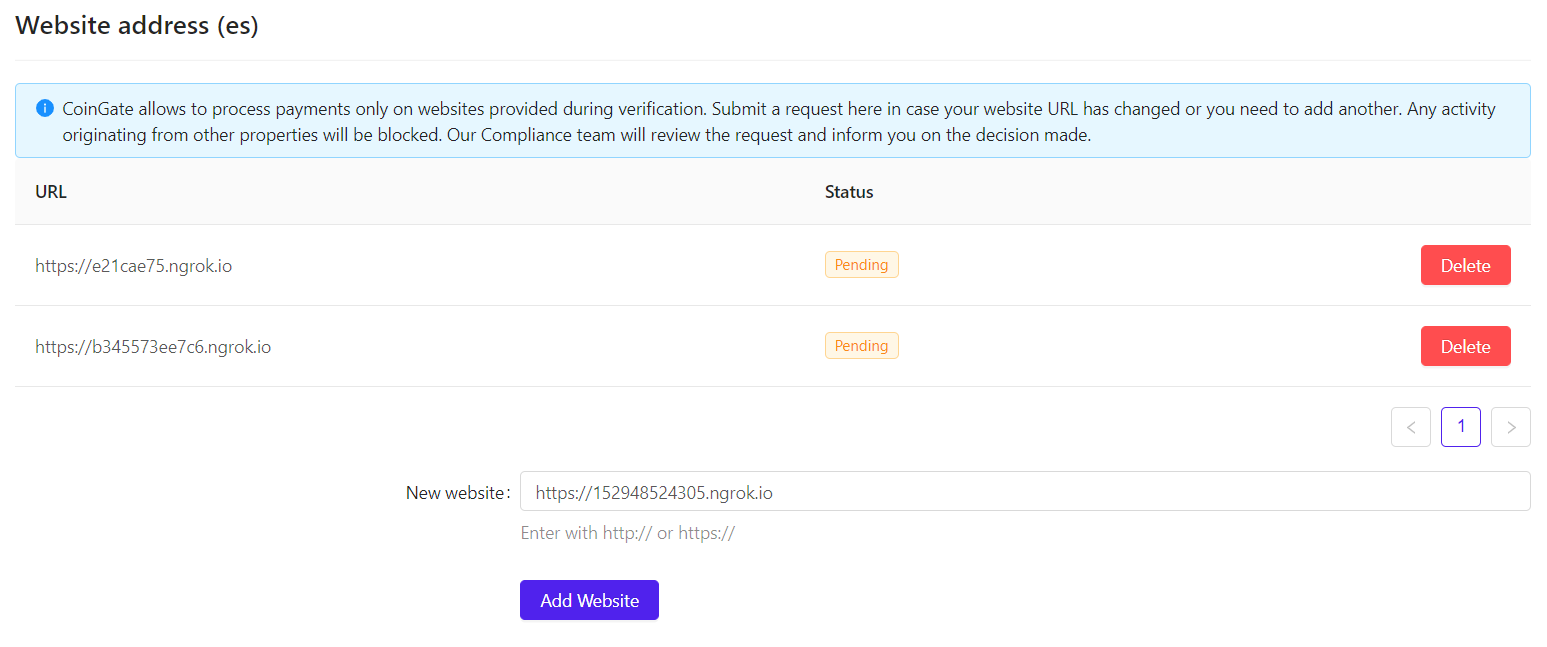 Website address (es)
CoinGate allows to process payments only on websites provided during verification. Submit a request here in case your website URL has changed or you need to add another. Any activity
originating from other properties will be blocked. Our Compliance team will review the request and inform you on the decision made.
URL Status
https://e21cae75.ngrok.io Pending Delete
https://b345573ee7c6.ngrok.io Pending Delete
< 1 >
New website: https://152948524305.ngrok.io
Enter with http:// or https://
Add Website